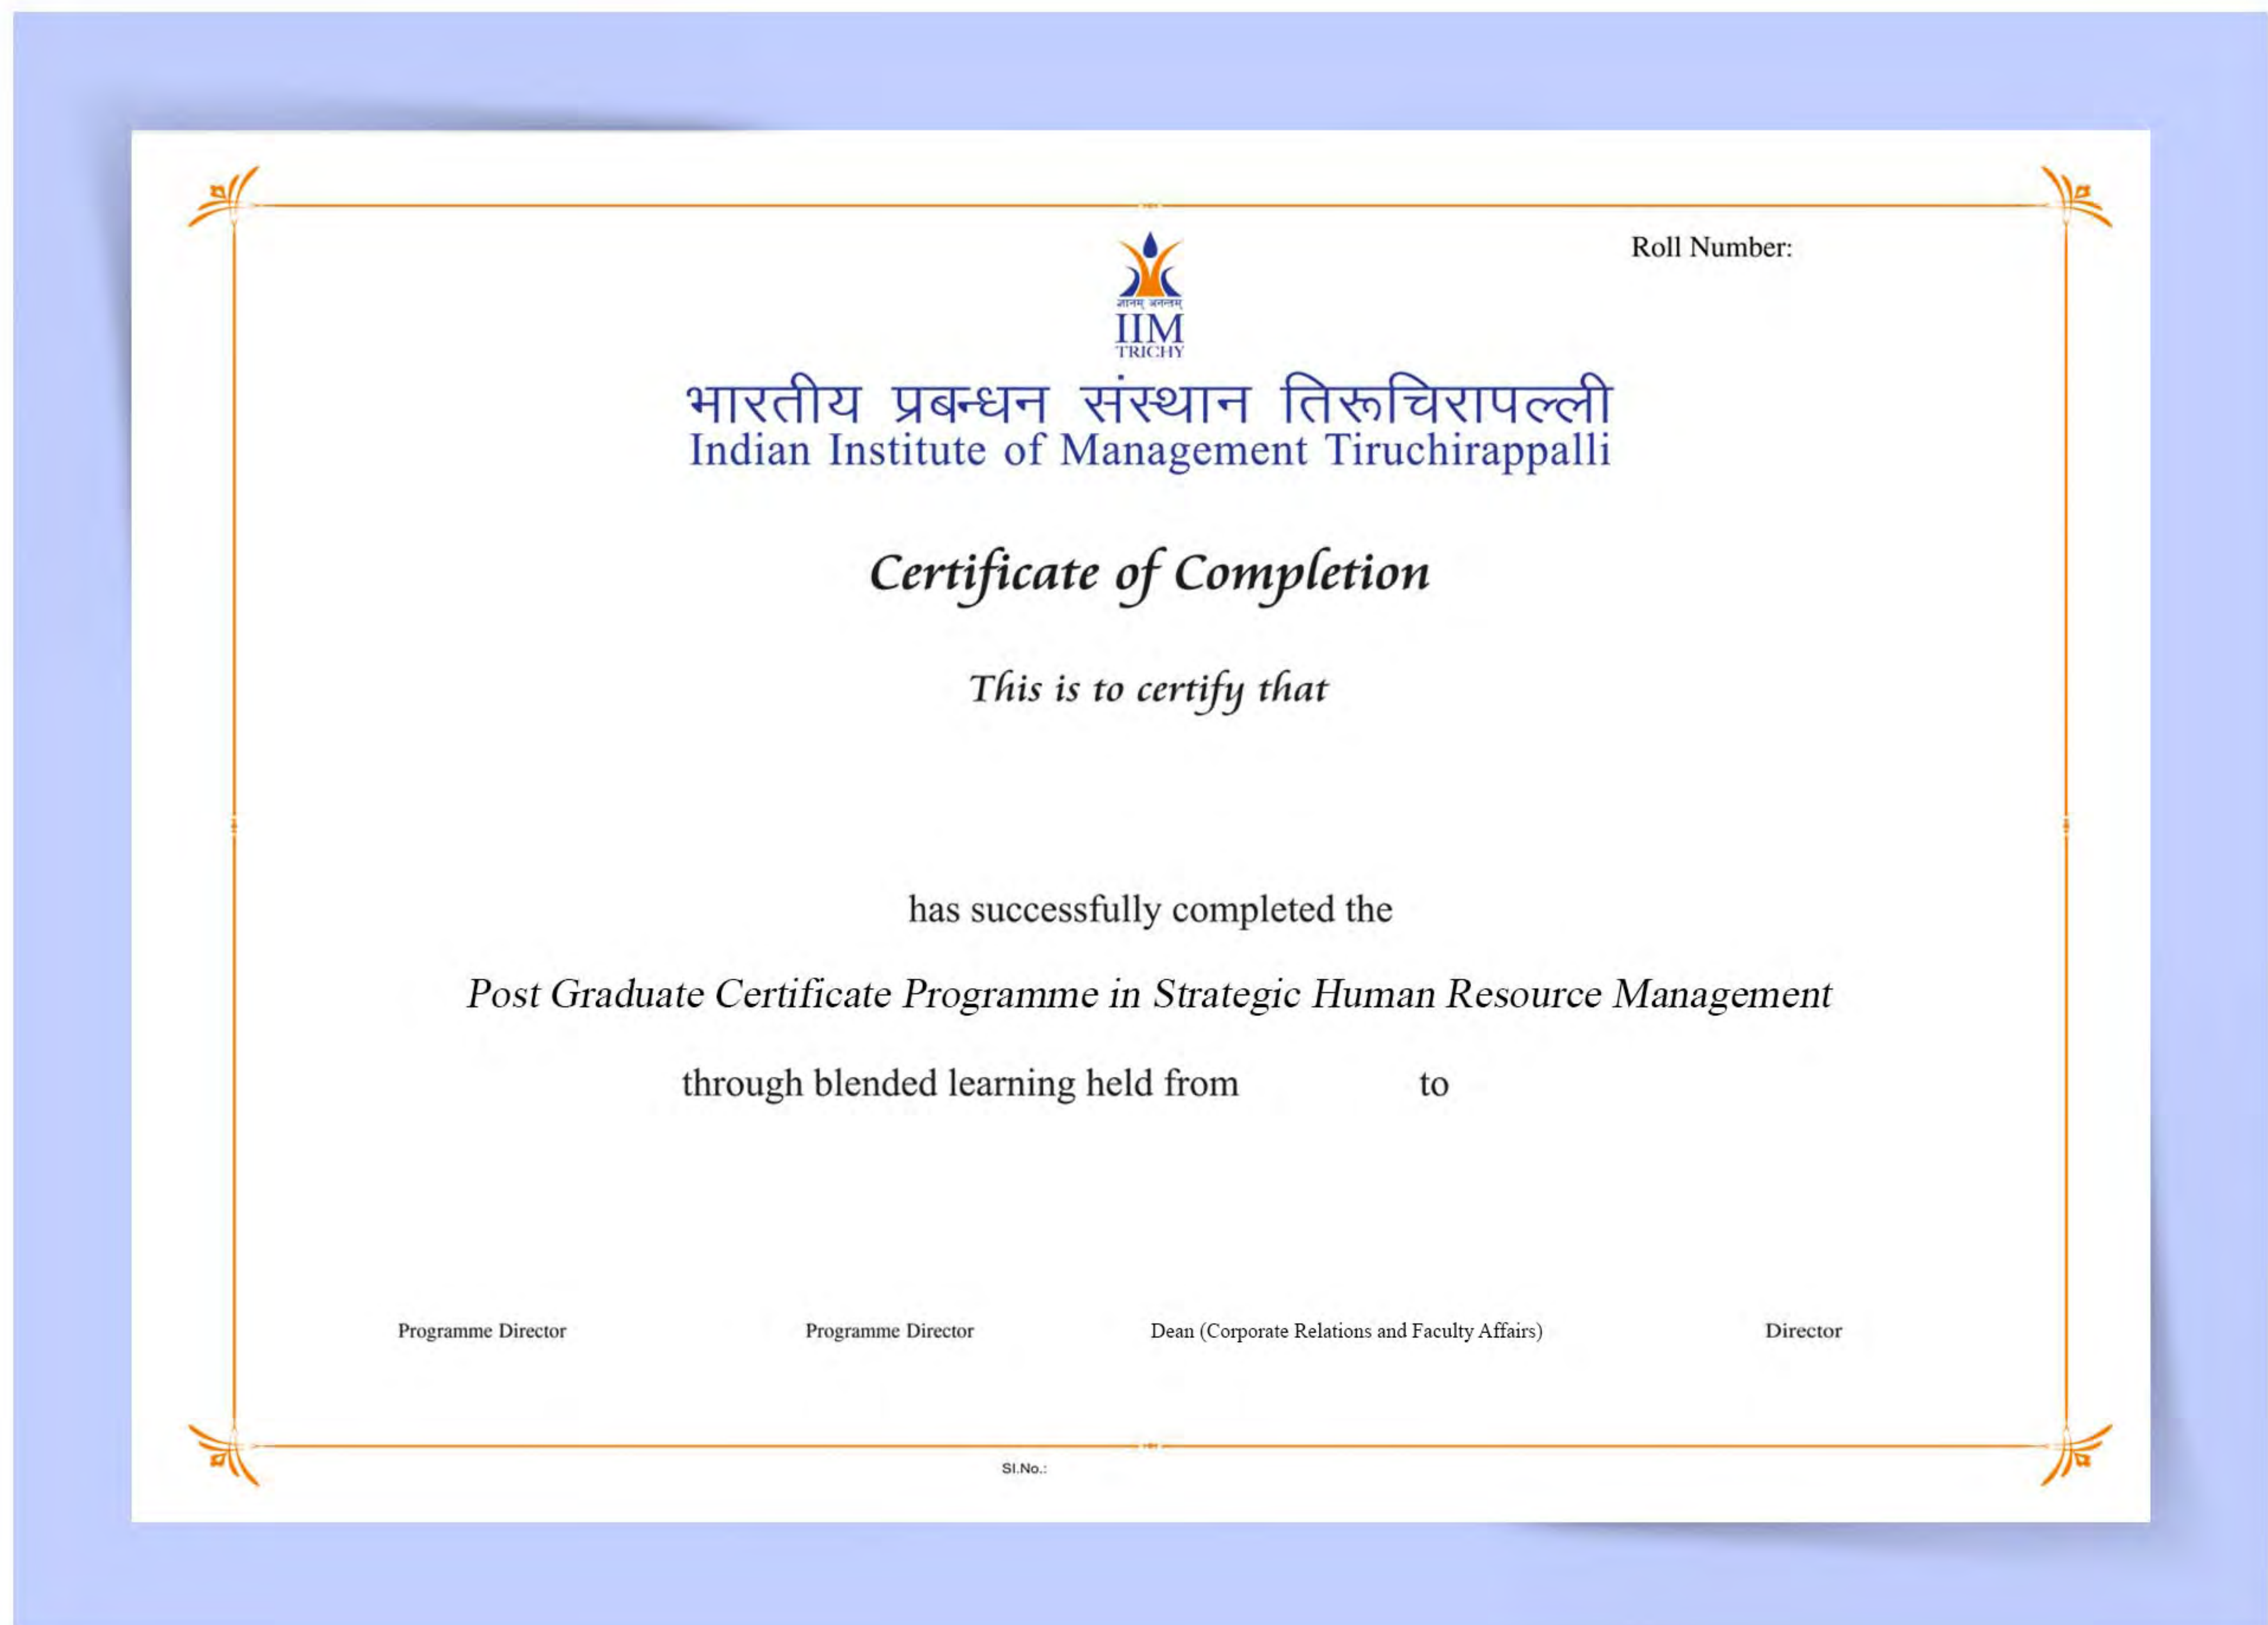 Roll Number:
ज्ञानम् अनन्तम्
IIM
TRICHY
भारतीय प्रबन्धन संस्थान तिरूचिरापल्ली
Indian Institute of Management Tiruchirappalli
Certificate of Completion
This is to certify that
has successfully completed the
Post Graduate Certificate Programme in Strategic Human Resource Management
through blended learning held from to
Programme Director Programme Director Dean (Corporate Relations and Faculty Affairs) Director
SI.No.: